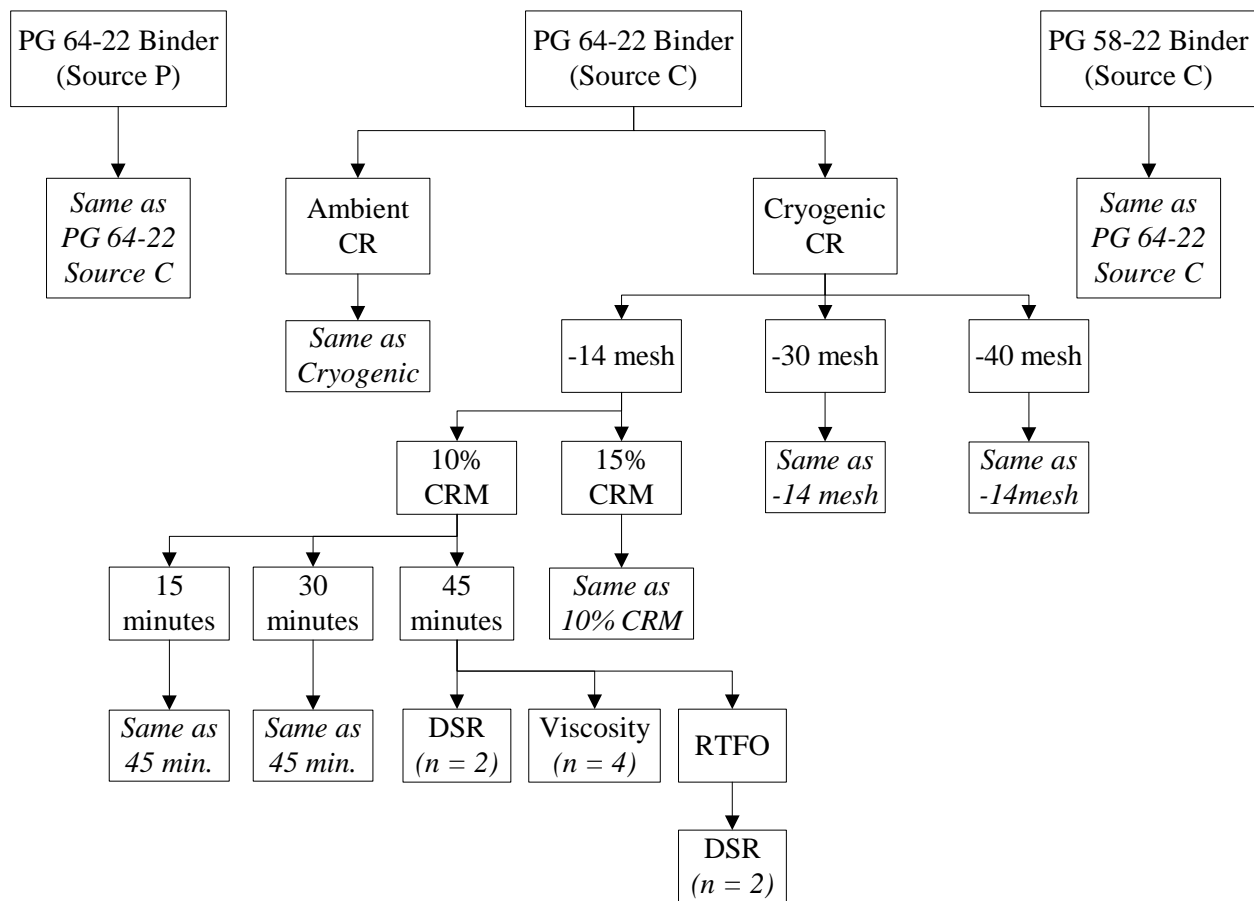 PG 64-22 Binder
(Source P)
PG 64-22 Binder
(Source C)
PG 58-22 Binder
(Source C)
Same as
PG 64-22
Source C
Ambient
CR
Cryogenic
CR
Same as
PG 64-22
Source C
Same as
Cryogenic
-14 mesh
-30 mesh
-40 mesh
10%
CRM
15%
CRM
Same as
-14 mesh
Same as
-14mesh
15
minutes
30
minutes
45
minutes
Same as
10% CRM
Same as
45 min.
Same as
45 min.
DSR
(n = 2)
Viscosity
(n = 4)
RTFO
DSR
(n = 2)